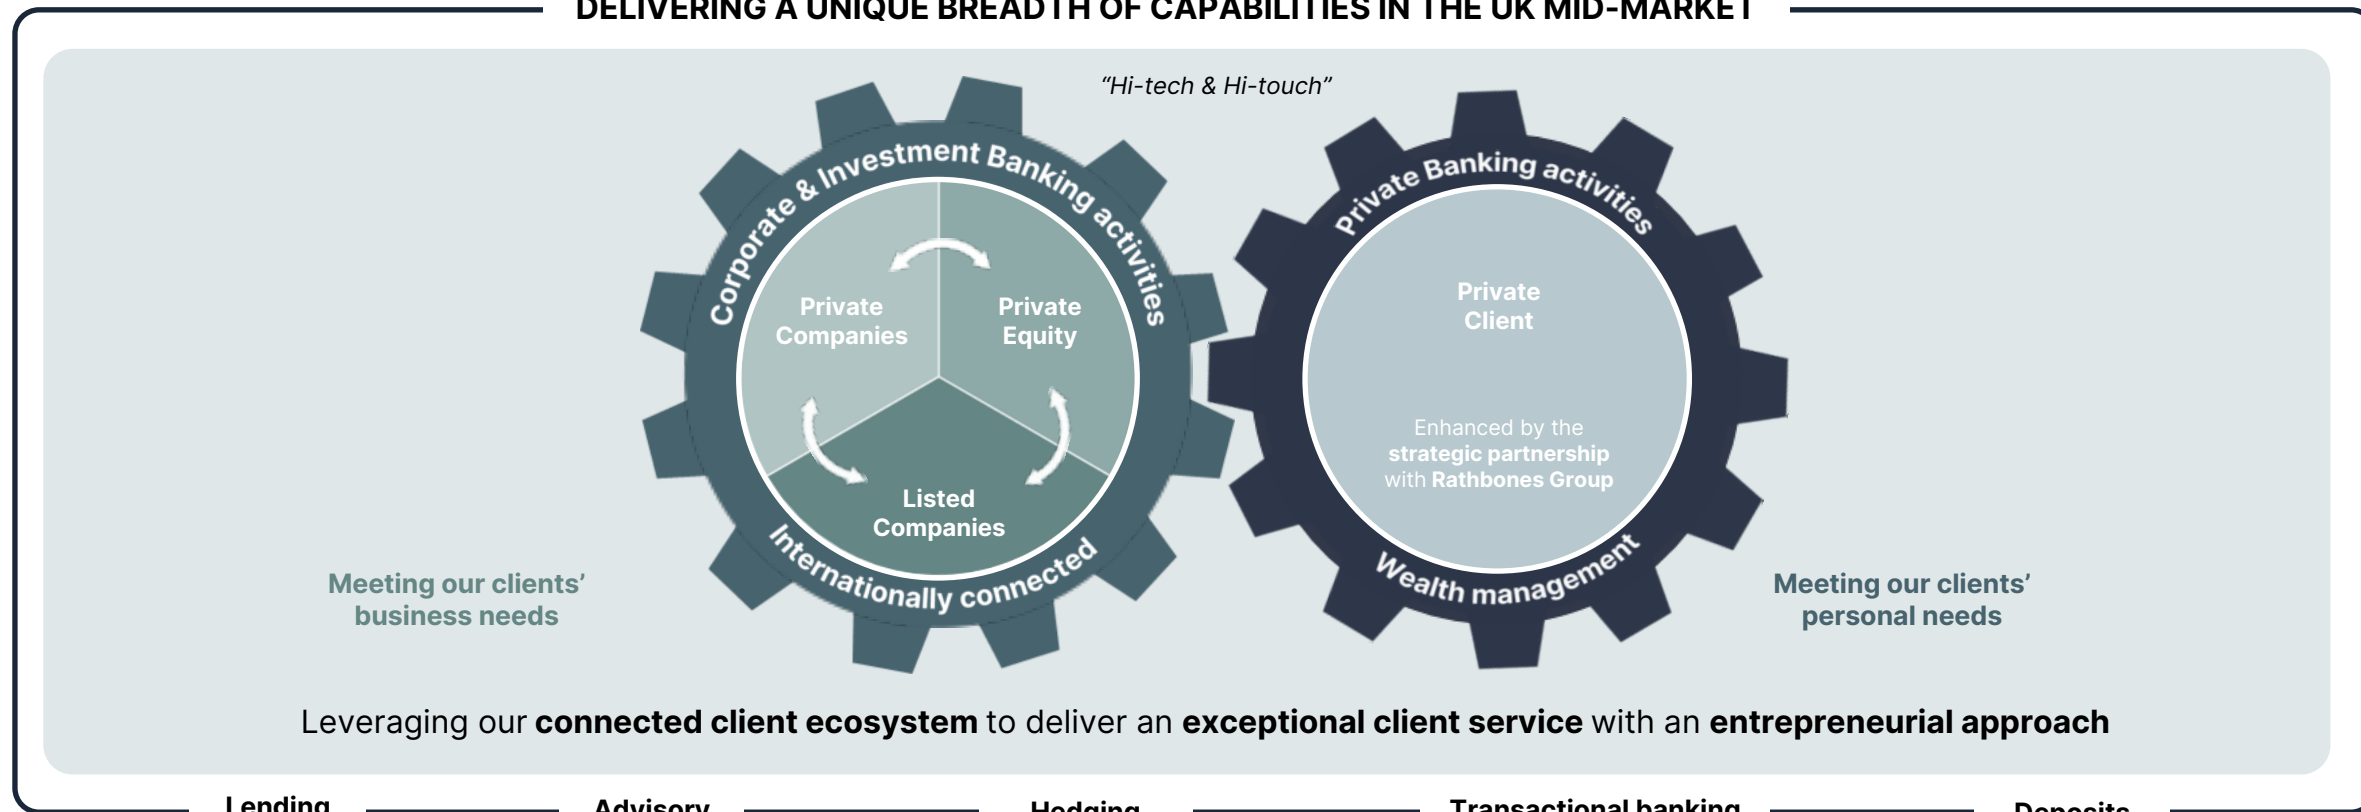 DELIVERING A UNIQUE BREADTH OF CAPABILITIES IN THE UK MID-MARKET
“Hi-tech & Hi-touch”
Corporate & Investment Banking activities
Private
Companies
Private
Equity
Listed
Companies
Internationally connected
Private Banking activities
Private
Client
Enhanced by the
strategic partnership
with Rathbones Group
Wealth management
Meeting our clients’
business needs
Meeting our clients’
personal needs
Leveraging our connected client ecosystem to deliver an exceptional client service with an entrepreneurial approach
Lending
Advisory
Hedging
Transactional banking
Deposits